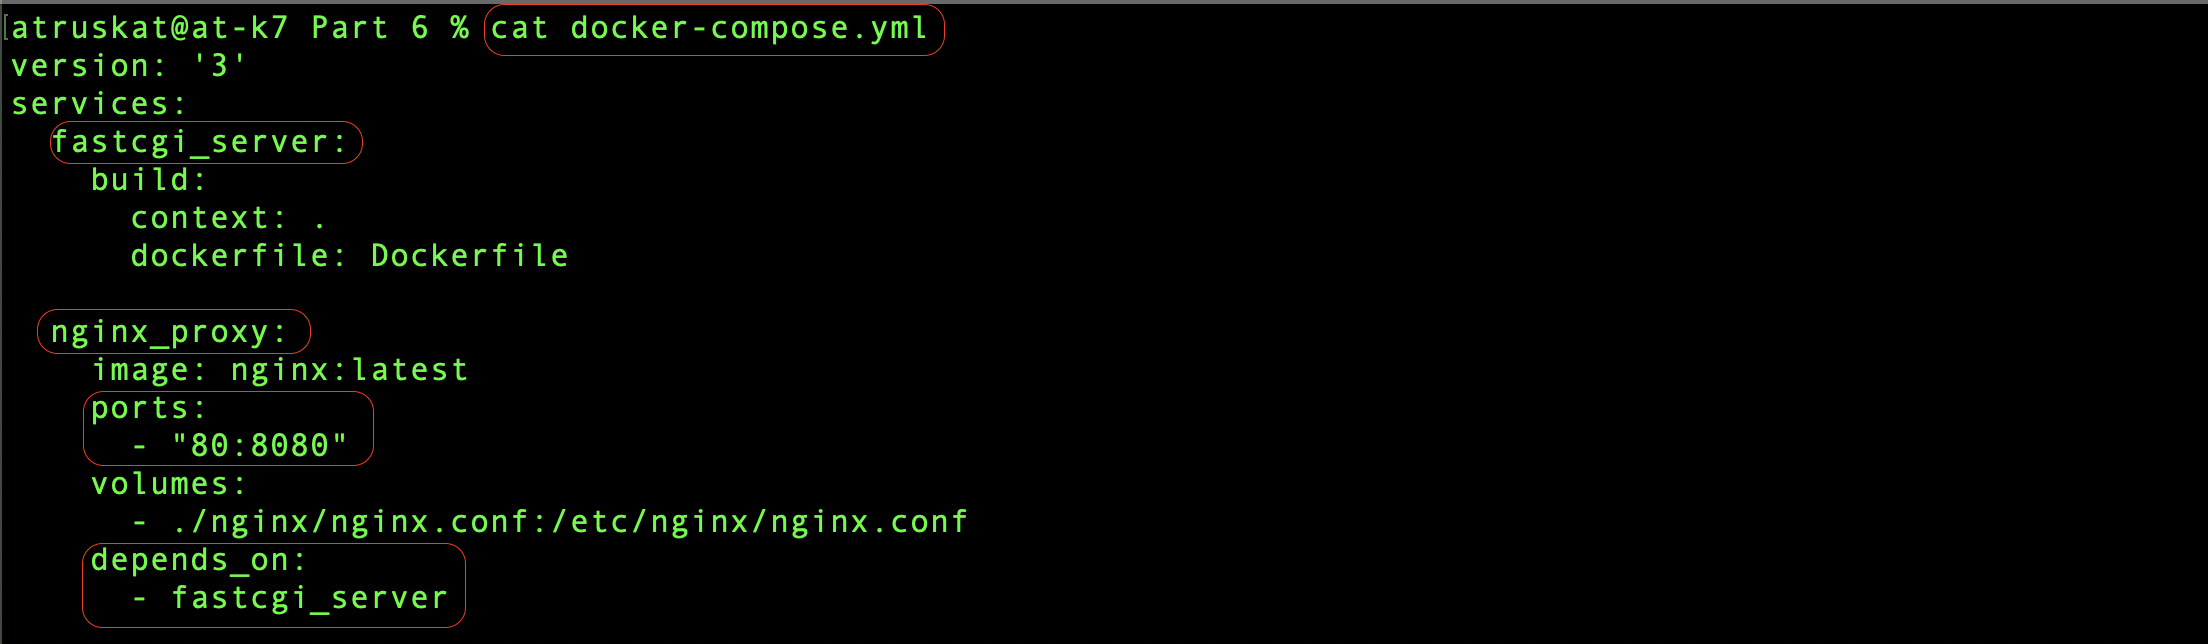 [atruskat@at-k7 Part 6 % cat docker-compose.yml
version: '3'
services:
  fastcgi_server:
    build:
      context: .
      dockerfile: Dockerfile

  nginx_proxy:
    image: nginx:latest
    ports:
      - "80:8080"
    volumes:
      - ./nginx/nginx.conf:/etc/nginx/nginx.conf
    depends_on:
      - fastcgi_server